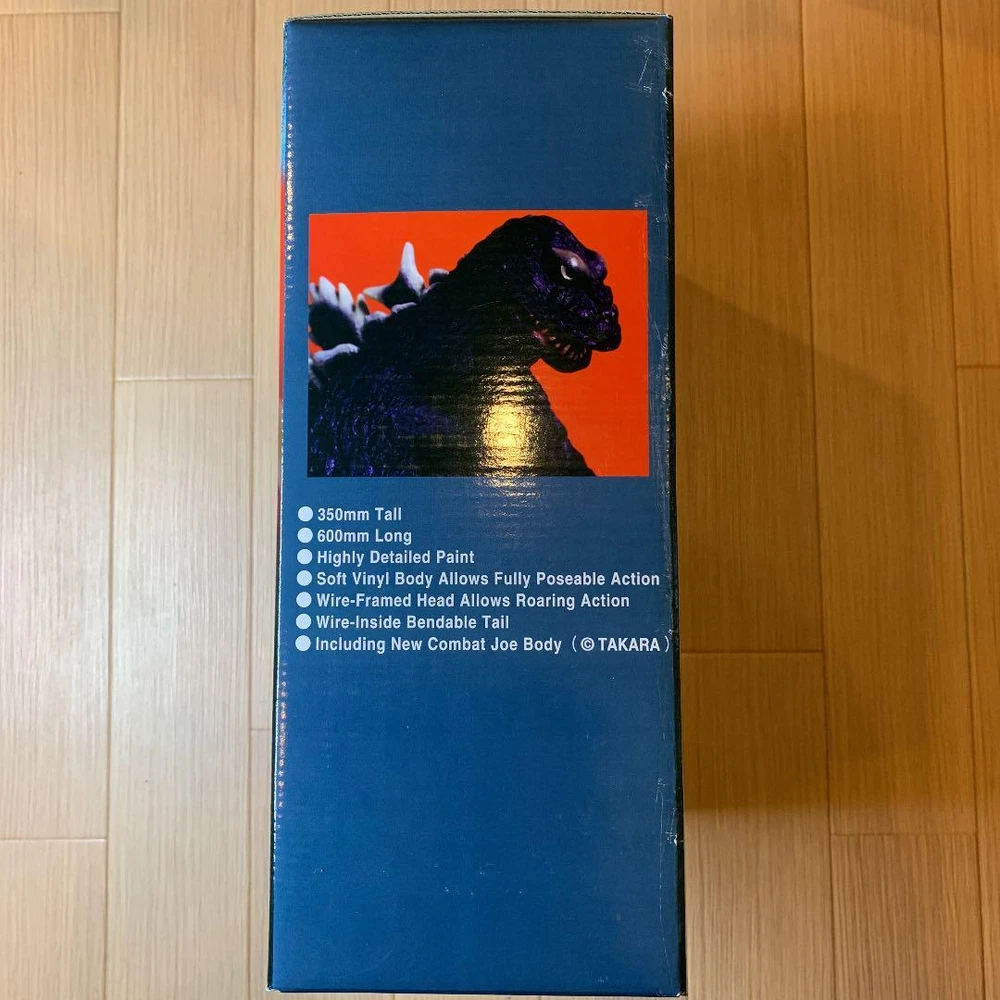 ● 350mm Tall
● 600mm Long
● Highly Detailed Paint
● Soft Vinyl Body Allows Fully Poseable Action
● Wire-Framed Head Allows Roaring Action
● Wire-Inside Bendable Tail
● Including New Combat Joe Body (© TAKARA)